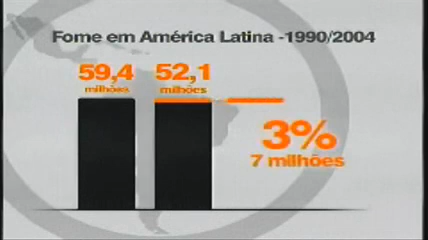 Fome em América Latina -1990/2004
59,4 52,1
milhões milhões
3%
7 milhões